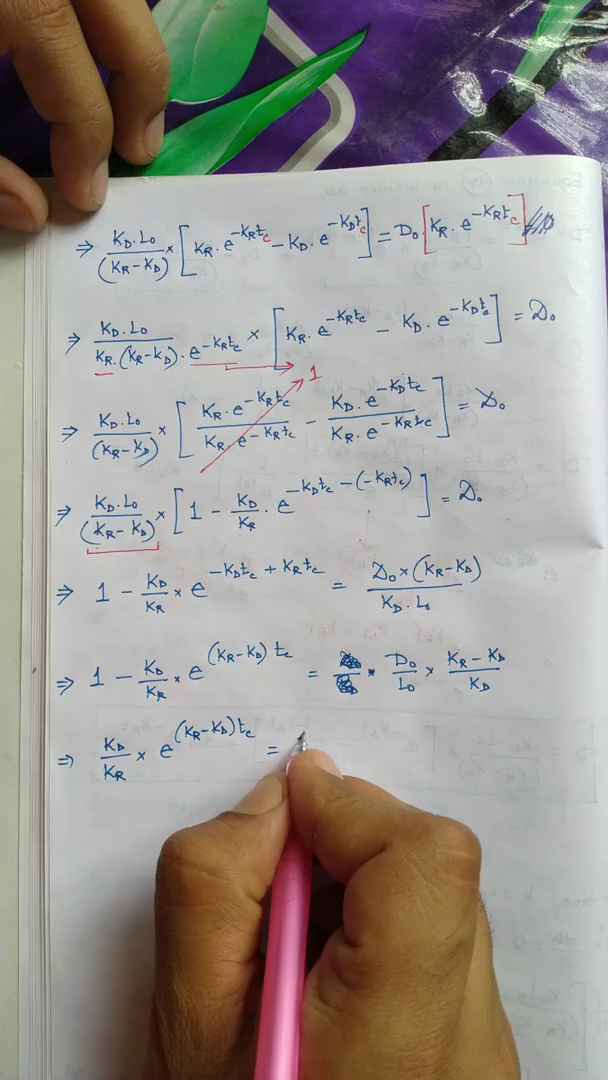 ⇒ K_D·L_0/(K_R-K_D) × [K_R·e^{-K_R t_c} - K_D·e^{-K_D t_c}] = D_0·[K_R·e^{-K_R t_c}]
⇒ K_D·L_0/(K_R·(K_R-K_D)·e^{-K_R t_c}) × [K_R·e^{-K_R t_c} - K_D·e^{-K_D t_c}] = D_0
1
⇒ K_D·L_0/(K_R-K_D) × [K_R·e^{-K_R t_c}/(K_R·e^{-K_R t_c}) - K_D·e^{-K_D t_c}/(K_R·e^{-K_R t_c})] = D_0
⇒ K_D·L_0/(K_R-K_D) × [1 - K_D/K_R · e^{-K_D t_c-(-K_R t_c)}] = D_0
⇒ 1 - K_D/K_R × e^{-K_D t_c + K_R t_c} = D_0×(K_R-K_D)/(K_D·L_0)
⇒ 1 - K_D/K_R × e^{(K_R-K_D) t_c} = D_0/L_0 × (K_R-K_D)/K_D
⇒ K_D/K_R × e^{(K_R-K_D) t_c} =